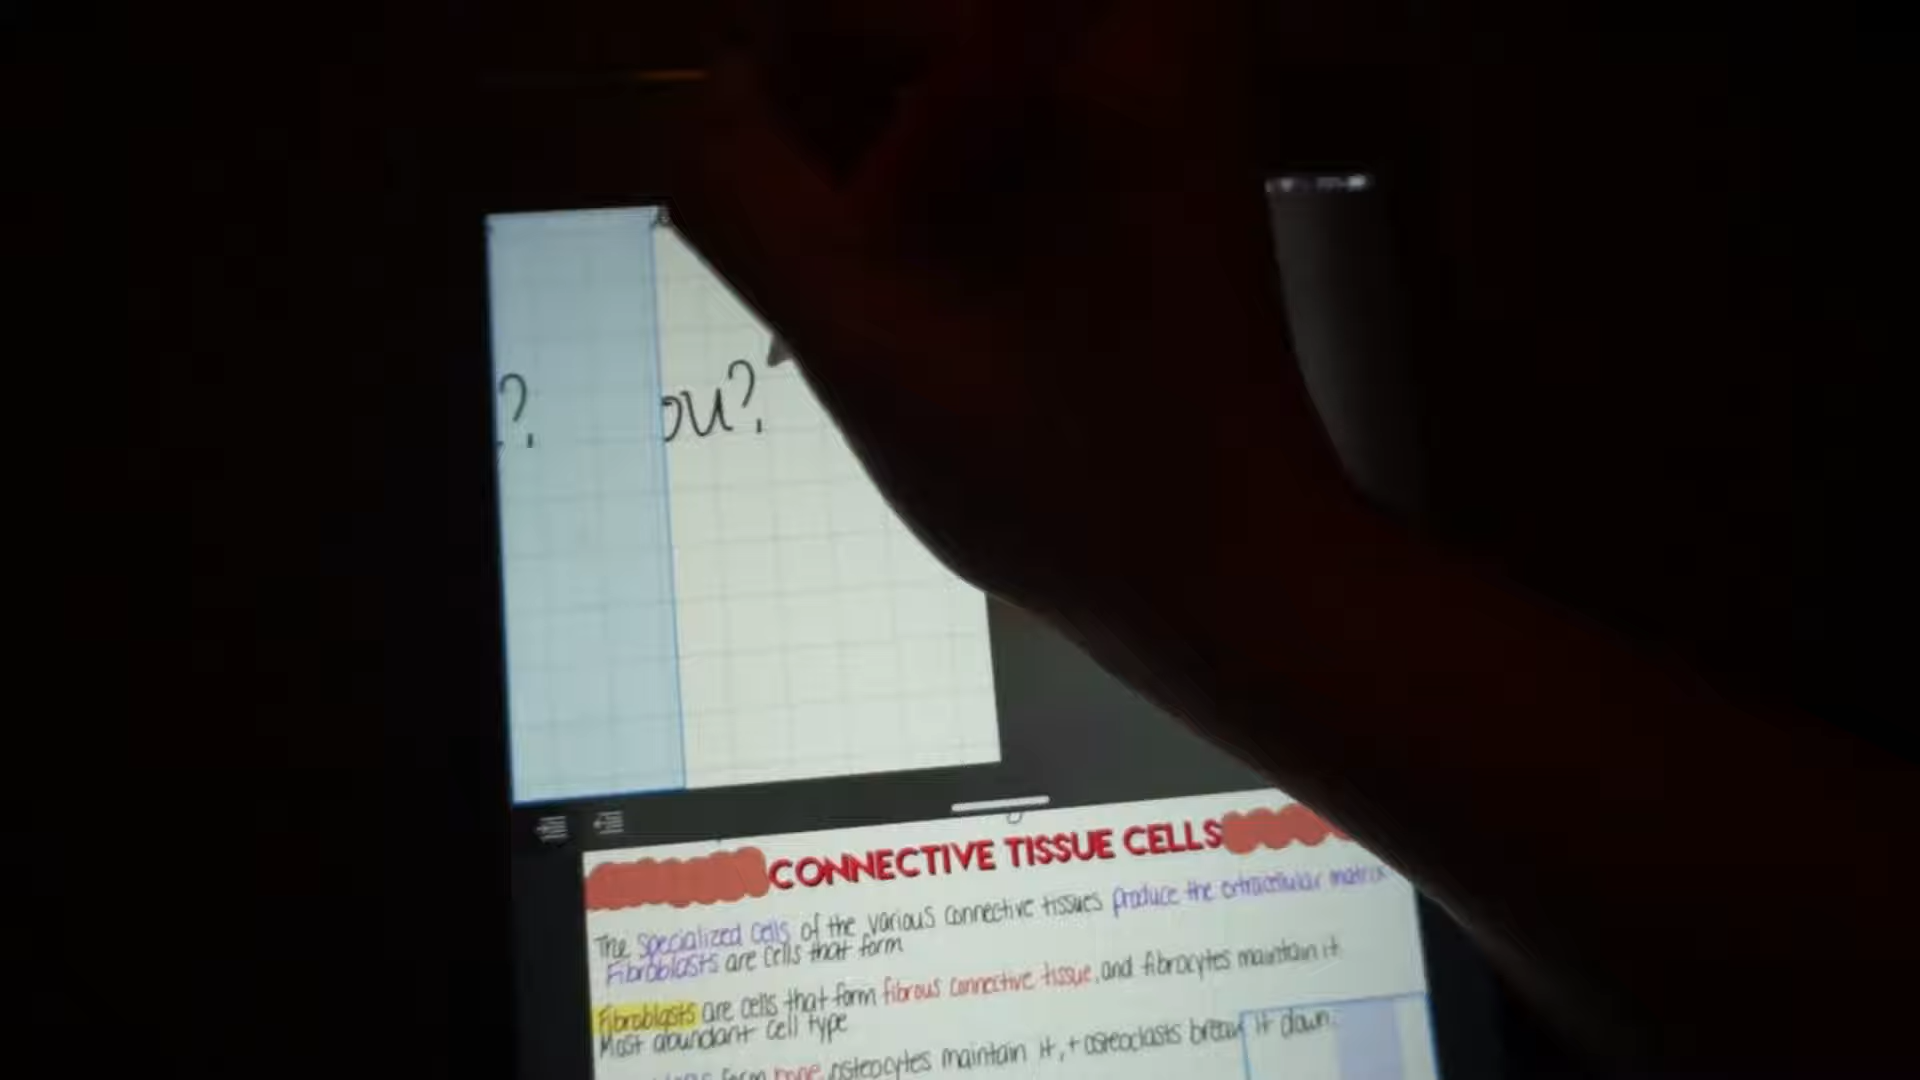 ?
ou?
CONNECTIVE TISSUE CELLS
The specialized cells of the various connective tissues produce the extracellular matrix
Fibroblasts are cells that form
Fibroblasts are cells that form fibrous connective tissue, and fibrocytes maintain it
Most abundant cell type
form bone, osteocytes maintain it, + osteoclasts break it down.